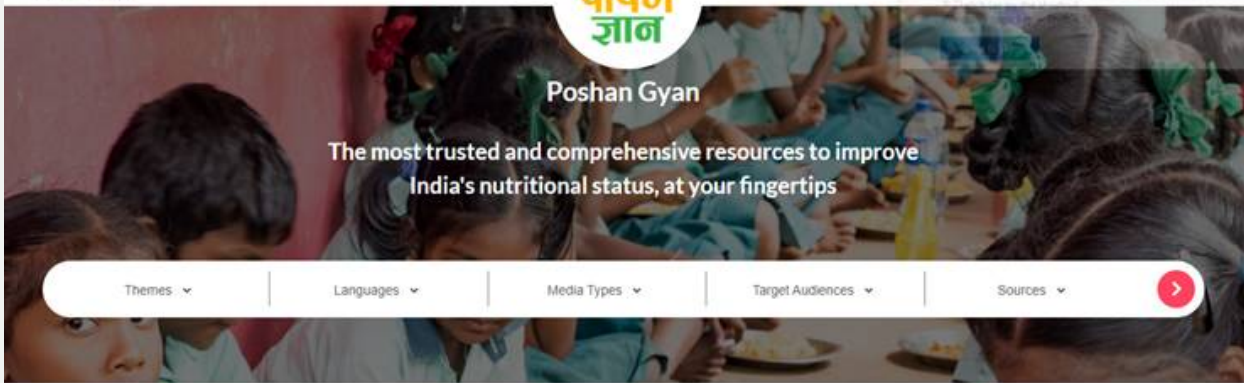 ज्ञान
Poshan Gyan
The most trusted and comprehensive resources to improve
India's nutritional status, at your fingertips
Themes
Languages
Media Types
Target Audiences
Sources